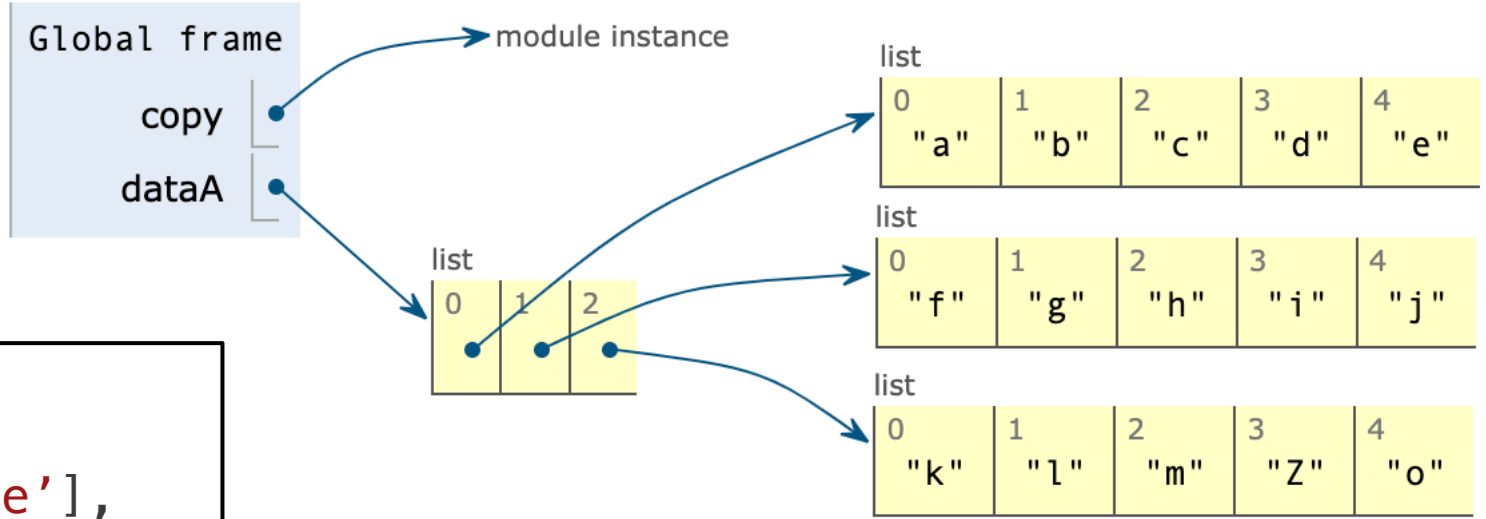 Global frame
copy
dataA
module instance
list
0 1 2
list
0 1 2 3 4
"a" "b" "c" "d" "e"
list
0 1 2 3 4
"f" "g" "h" "i" "j"
list
0 1 2 3 4
"k" "l" "m" "Z" "o"
e’],